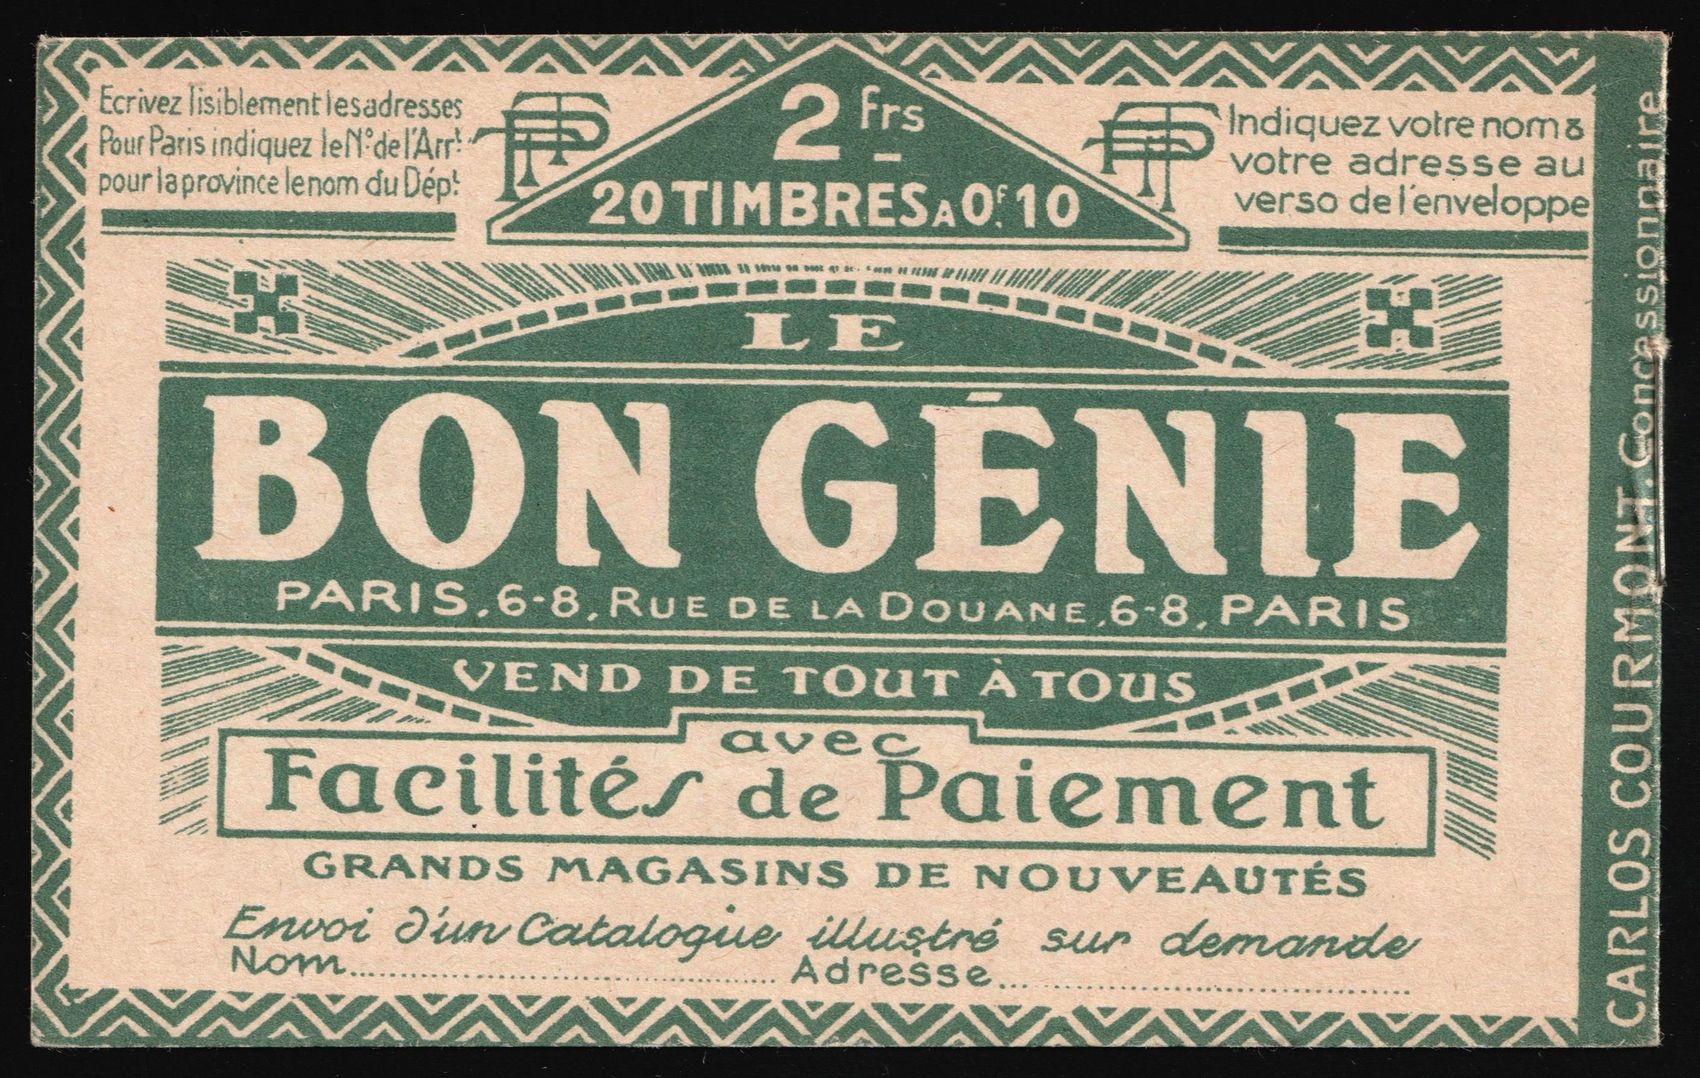 Ecrivez lisiblement les adresses
Pour Paris indiquez le N° de l'Arrt
pour la province le nom du Dépt
PTT
2 frs
20 TIMBRES A 0F.10
PTT
Indiquez votre nom &
votre adresse au
verso de l'enveloppe
LE
BON GÉNIE
PARIS, 6-8, RUE DE LA DOUANE, 6-8, PARIS
VEND DE TOUT À TOUS
avec
Facilités de Paiement
GRANDS MAGASINS DE NOUVEAUTÉS
Envoi d'un Catalogue illustré sur demande
Nom.................... Adresse....................
CARLOS COURMONT. Concessionnaire